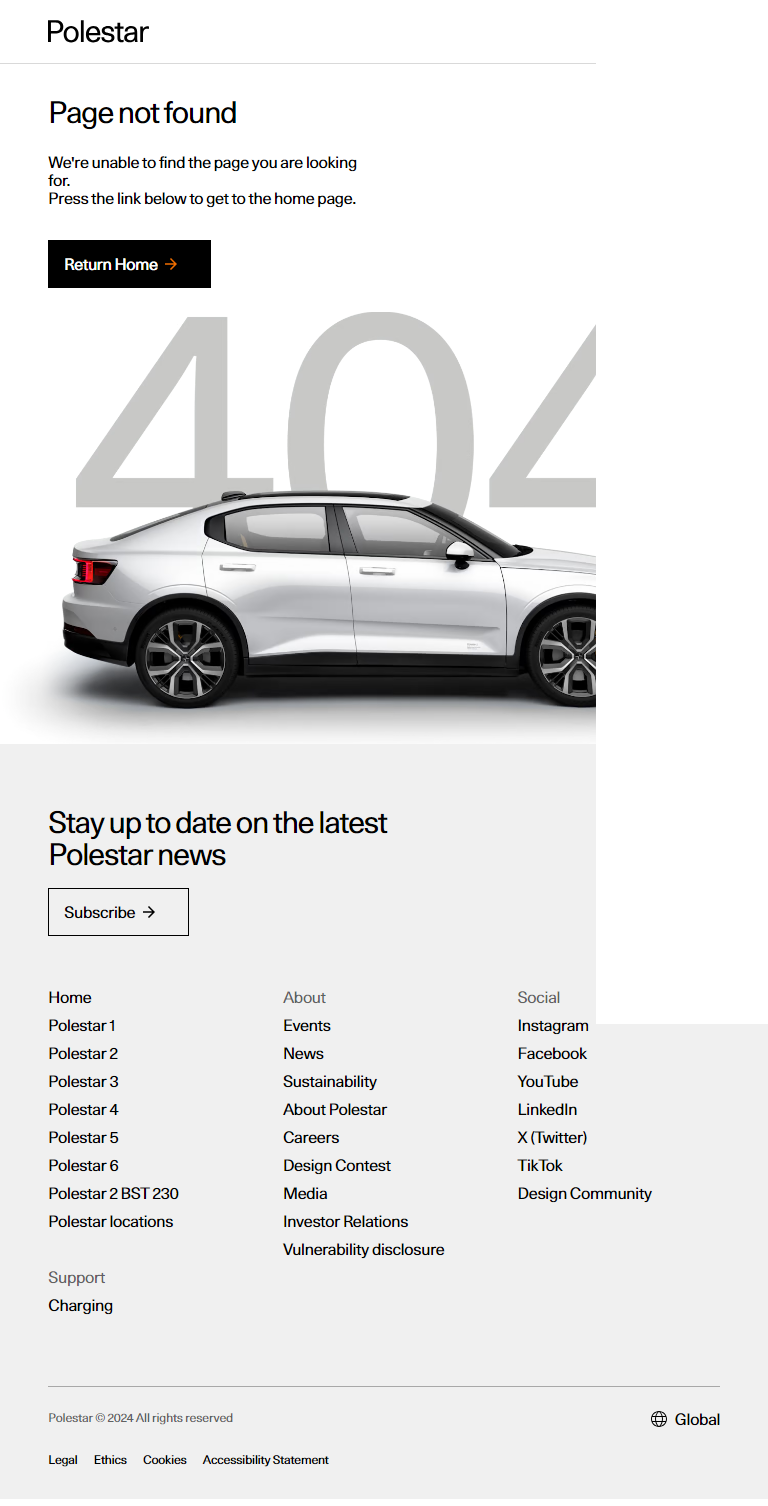 Polestar
Page not found
We're unable to find the page you are looking
for.
Press the link below to get to the home page.
Return Home
404
Stay up to date on the latest
Polestar news
Subscribe
Home
Polestar 1
Polestar 2
Polestar 3
Polestar 4
Polestar 5
Polestar 6
Polestar 2 BST 230
Polestar locations
About
Events
News
Sustainability
About Polestar
Careers
Design Contest
Media
Investor Relations
Vulnerability disclosure
Social
Instagram
Facebook
YouTube
LinkedIn
X (Twitter)
TikTok
Design Community
Support
Charging
Polestar © 2024 All rights reserved
Global
Legal Ethics Cookies Accessibility Statement